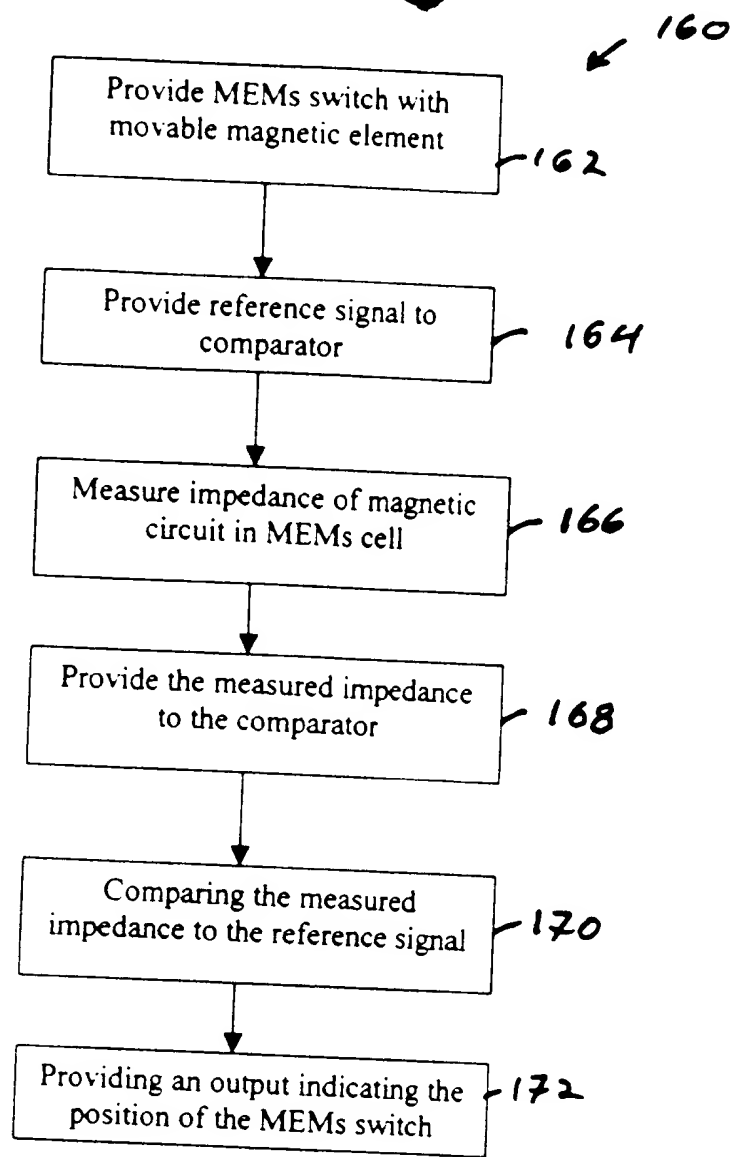 160
Provide MEMs switch with
movable magnetic element
162
Provide reference signal to
comparator
164
Measure impedance of magnetic
circuit in MEMs cell
166
Provide the measured impedance
to the comparator
168
Comparing the measured
impedance to the reference signal
170
Providing an output indicating the
position of the MEMs switch
172